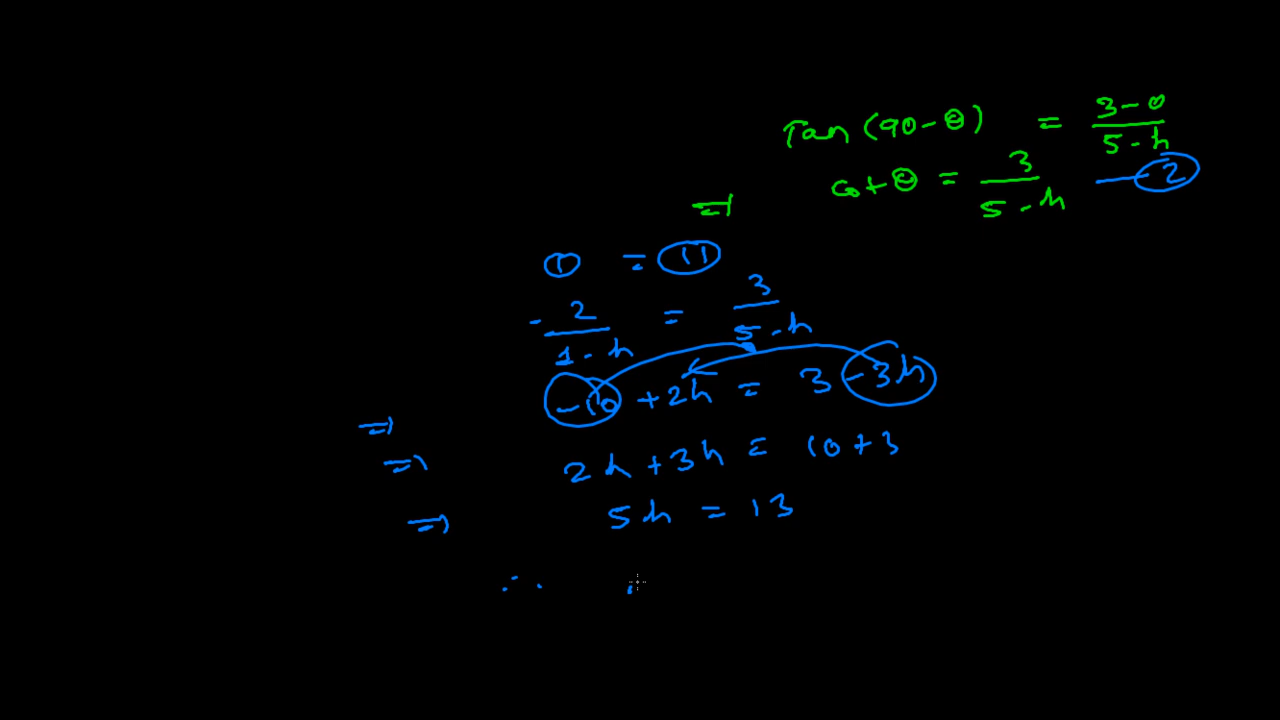 Tan (90 - θ) = 3 - 0 / 5 - h
⇒ cot θ = 3 / 5 - h — 2
1 = 11
- 2 / 1 - h = 3 / 5 - h
⇒ -10 + 2h = 3 - 3h
⇒ 2h + 3h = 10 + 3
⇒ 5h = 13
∴